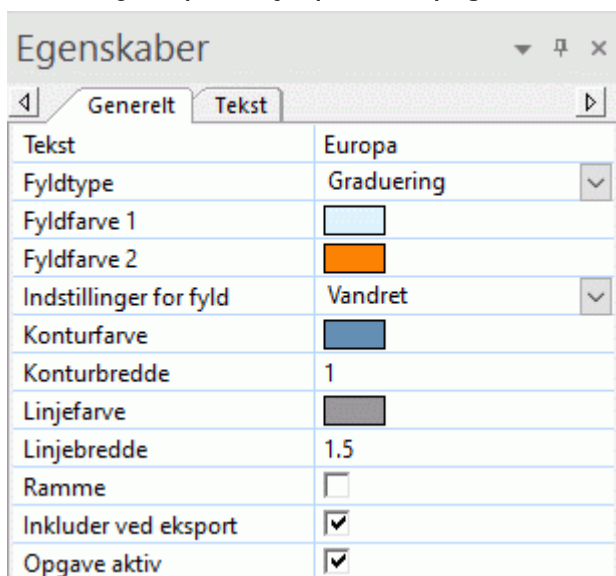 Egenskaber
Generelt Tekst
Tekst Europa
Fyldtype Graduering
Fyldfarve 1
Fyldfarve 2
Indstillinger for fyld Vandret
Konturfarve
Konturbredde 1
Linjefarve
Linjebredde 1.5
Ramme
Inkluder ved eksport
Opgave aktiv